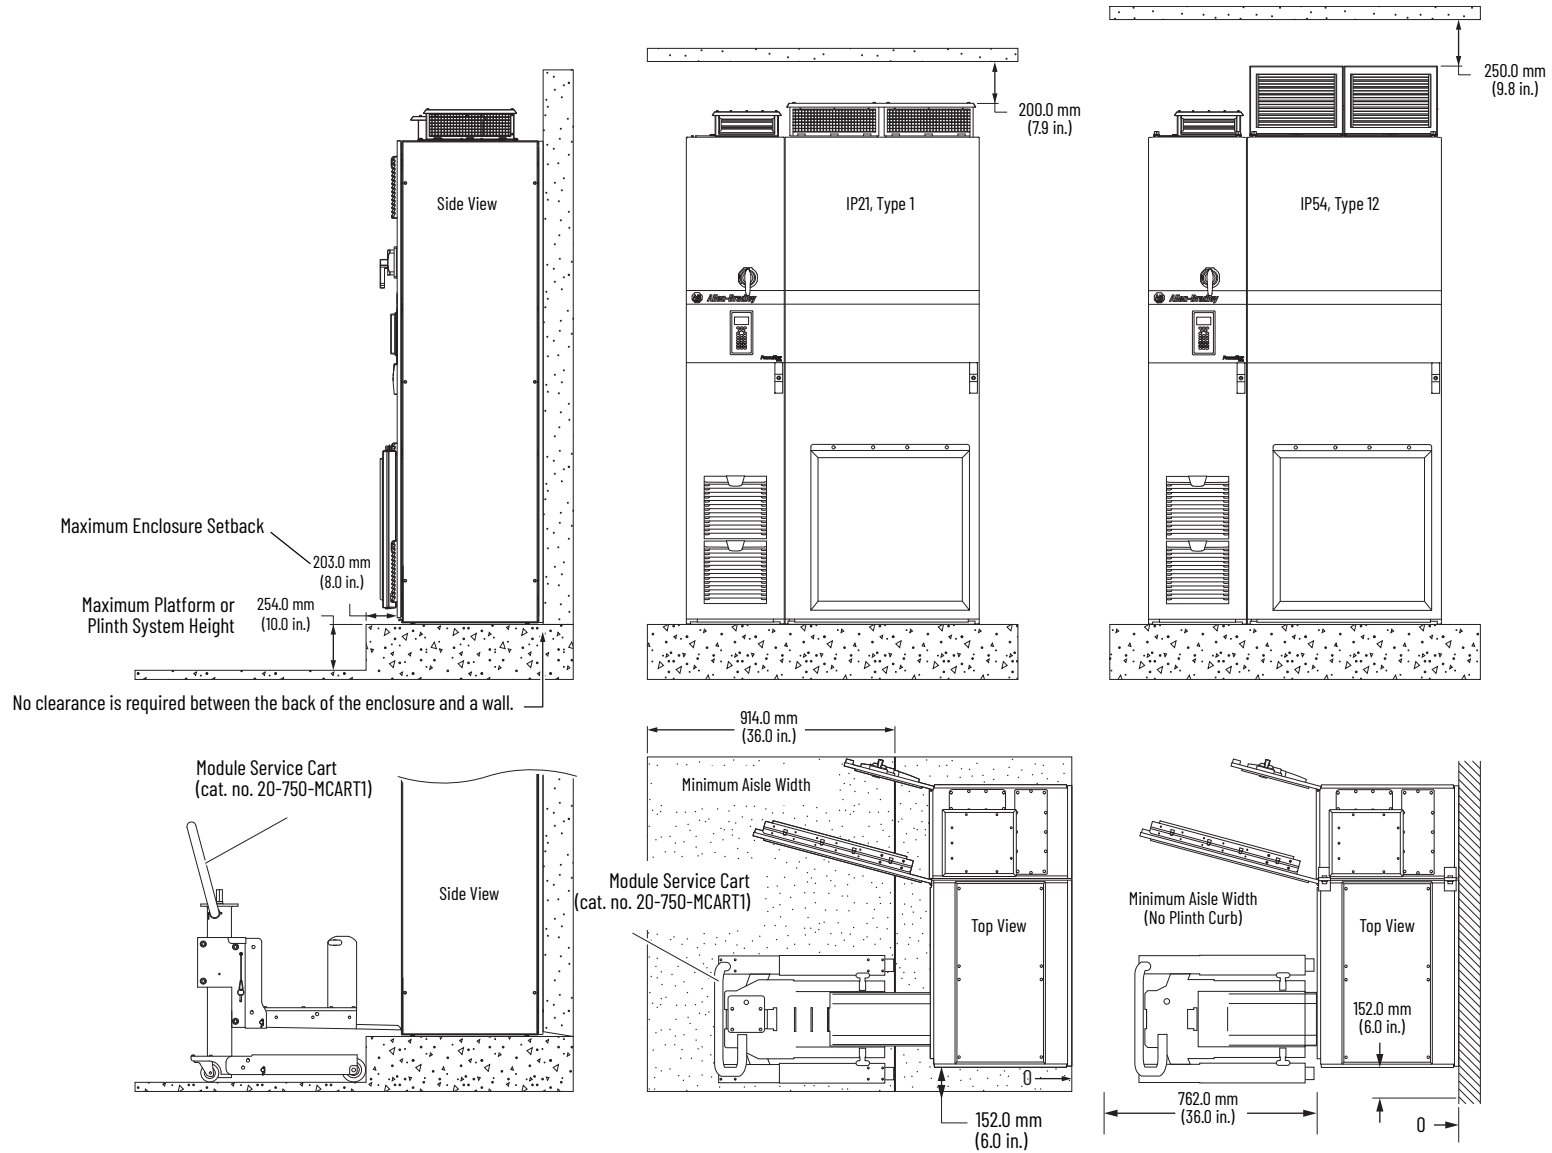 250.0 mm
(9.8 in.)
200.0 mm
(7.9 in.)
Side View
IP21, Type 1
IP54, Type 12
Allen-Bradley
Allen-Bradley
PowerFlex
PowerFlex
Maximum Enclosure Setback
203.0 mm
(8.0 in.)
Maximum Platform or
Plinth System Height
254.0 mm
(10.0 in.)
No clearance is required between the back of the enclosure and a wall.
914.0 mm
(36.0 in.)
Module Service Cart
(cat. no. 20-750-MCART1)
Minimum Aisle Width
Side View
Module Service Cart
(cat. no. 20-750-MCART1)
Top View
Minimum Aisle Width
(No Plinth Curb)
Top View
152.0 mm
(6.0 in.)
0
152.0 mm
(6.0 in.)
762.0 mm
(36.0 in.)
0